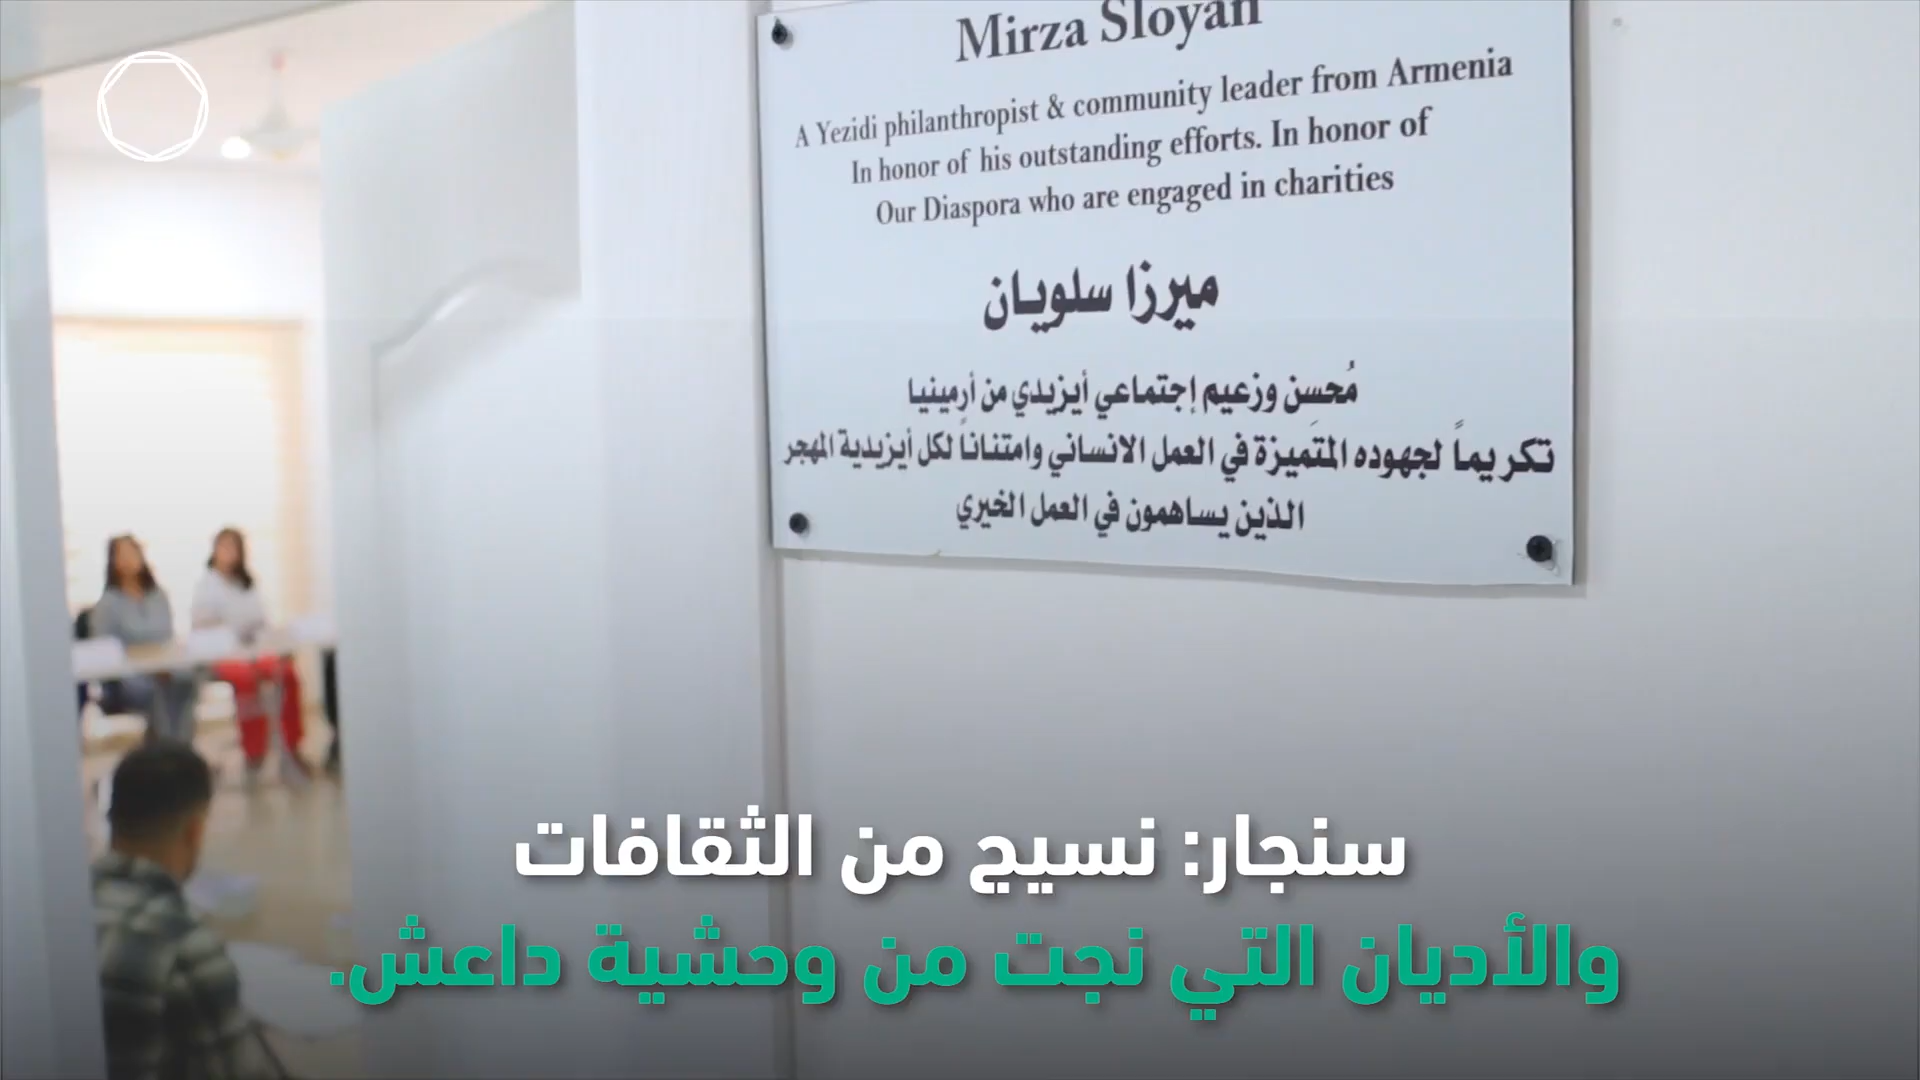 Mirza Sloyan
A Yezidi philanthropist & community leader from Armenia
In honor of his outstanding efforts. In honor of
Our Diaspora who are engaged in charities
ميرزا سلويان
مُحسن وزعيم إجتماعي أيزيدي من أرمينيا
تكريماً لجهوده المتَميزة في العمل الانساني وامتناناً لكل أيزيدية المهجر
الذين يساهمون في العمل الخيري
سنجار: نسيج من الثقافات
والأديان التي نجت من وحشية داعش.